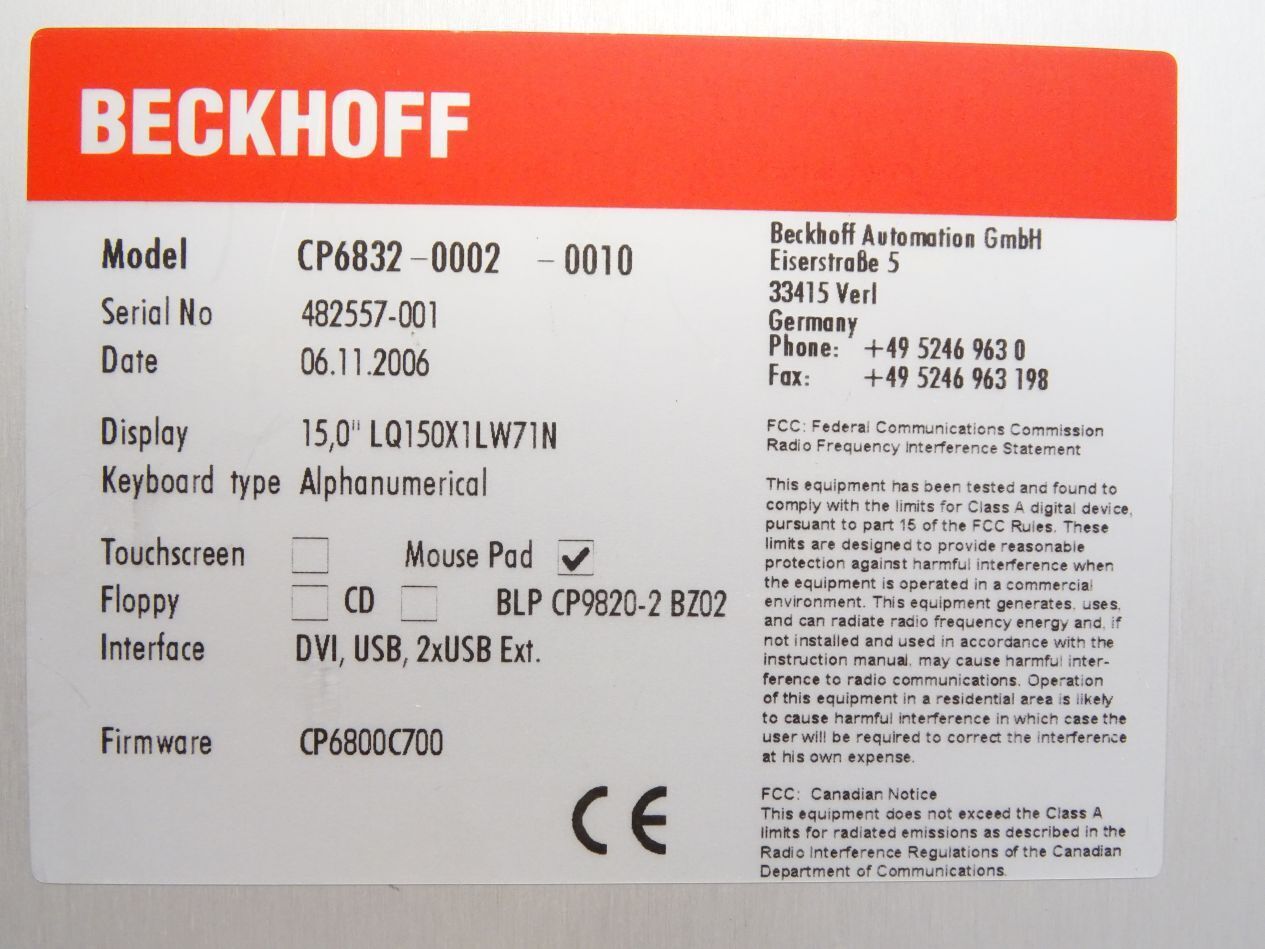 BECKHOFF
Model CP6832-0002 -0010
Serial No 482557-001
Date 06.11.2006
Display 15,0" LQ150X1LW71N
Keyboard type Alphanumerical
Touchscreen Mouse Pad ✔
Floppy CD BLP CP9820-2 BZ02
Interface DVI, USB, 2xUSB Ext.
Firmware CP6800C700
CE
Beckhoff Automation GmbH
Eiserstraße 5
33415 Verl
Germany
Phone: +49 5246 963 0
Fax: +49 5246 963 198
FCC: Federal Communications Commission
Radio Frequency Interference Statement
This equipment has been tested and found to
comply with the limits for Class A digital device,
pursuant to part 15 of the FCC Rules. These
limits are designed to provide reasonable
protection against harmful interference when
the equipment is operated in a commercial
environment. This equipment generates, uses,
and can radiate radio frequency energy and, if
not installed and used in accordance with the
instruction manual, may cause harmful inter-
ference to radio communications. Operation
of this equipment in a residential area is likely
to cause harmful interference in which case the
user will be required to correct the interference
at his own expense.
FCC: Canadian Notice
This equipment does not exceed the Class A
limits for radiated emissions as described in the
Radio Interference Regulations of the Canadian
Department of Communications.